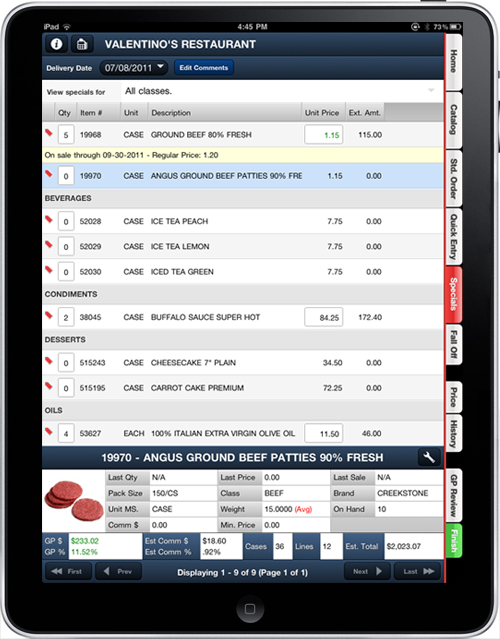 iPad 4:45 PM 73%
VALENTINO'S RESTAURANT
Delivery Date 07/08/2011 Edit Comments
View specials for All classes.
Qty Item # Unit Description Unit Price Ext. Amt.
5 19968 CASE GROUND BEEF 80% FRESH 1.15 115.00
On sale through 09-30-2011 - Regular Price: 1.20
0 19970 CASE ANGUS GROUND BEEF PATTIES 90% FRE 1.15 0.00
BEVERAGES
0 52028 CASE ICE TEA PEACH 7.75 0.00
0 52029 CASE ICE TEA LEMON 7.75 0.00
0 52030 CASE ICED TEA GREEN 7.75 0.00
CONDIMENTS
2 38045 CASE BUFFALO SAUCE SUPER HOT 84.25 172.40
DESSERTS
0 515243 CASE CHEESECAKE 7" PLAIN 34.50 0.00
0 515195 CASE CARROT CAKE PREMIUM 72.25 0.00
OILS
4 53627 EACH 100% ITALIAN EXTRA VIRGIN OLIVE OIL 11.50 46.00
19970 - ANGUS GROUND BEEF PATTIES 90% FRESH
Last Qty N/A Last Price 0.00 Last Sale N/A
Pack Size 150/CS Class BEEF Brand CREEKSTONE
Unit MS. CASE Weight 15.0000 (Avg) On Hand 10
Comm $ 0.00 Min. Price 0.00
GP $ $233.02 Est Comm $ $18.60 Cases 36 Lines 12 Est. Total $2,023.07
GP % 11.52% Est Comm % .92%
First Prev Displaying 1 - 9 of 9 (Page 1 of 1) Next Last
Home
Catalog
Std. Order
Quick Entry
Specials
Fall Off
Price
History
GP Review
Finish